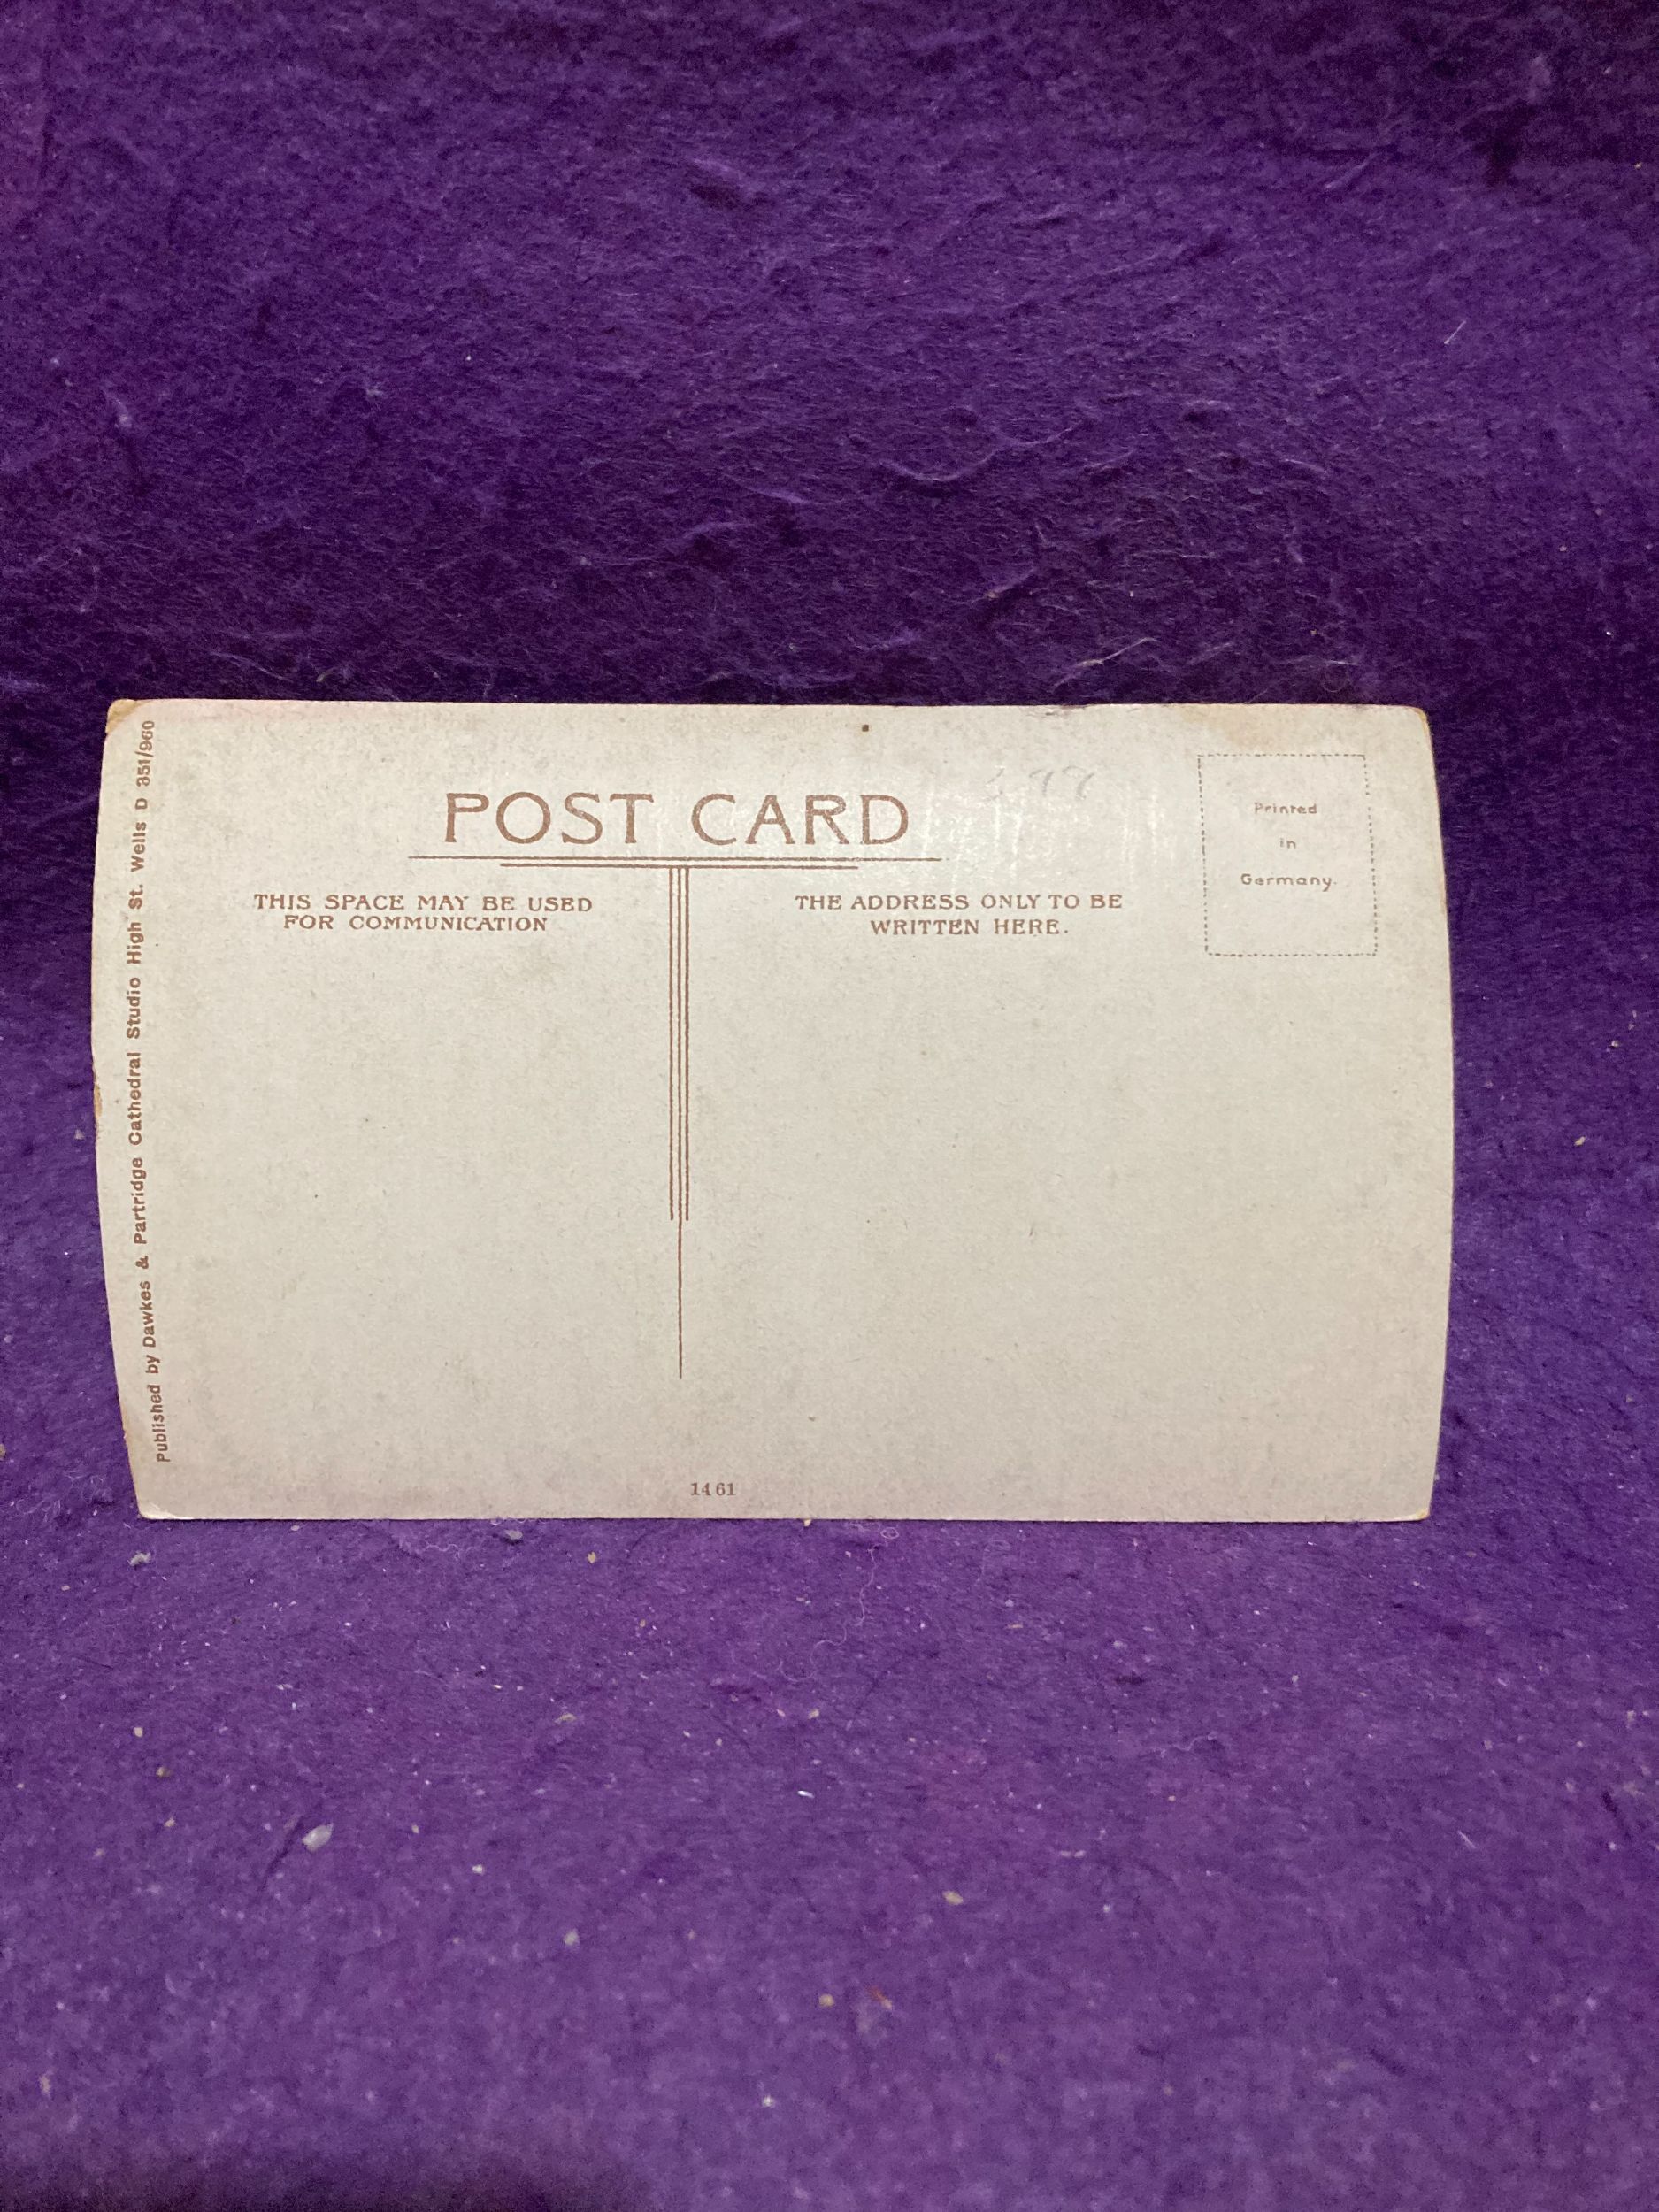 POST CARD
THIS SPACE MAY BE USED
FOR COMMUNICATION
THE ADDRESS ONLY TO BE
WRITTEN HERE.
Printed
in
Germany.
Published by Dawkes & Partridge Cathedral Studio High St. Wells D 351/960
1461